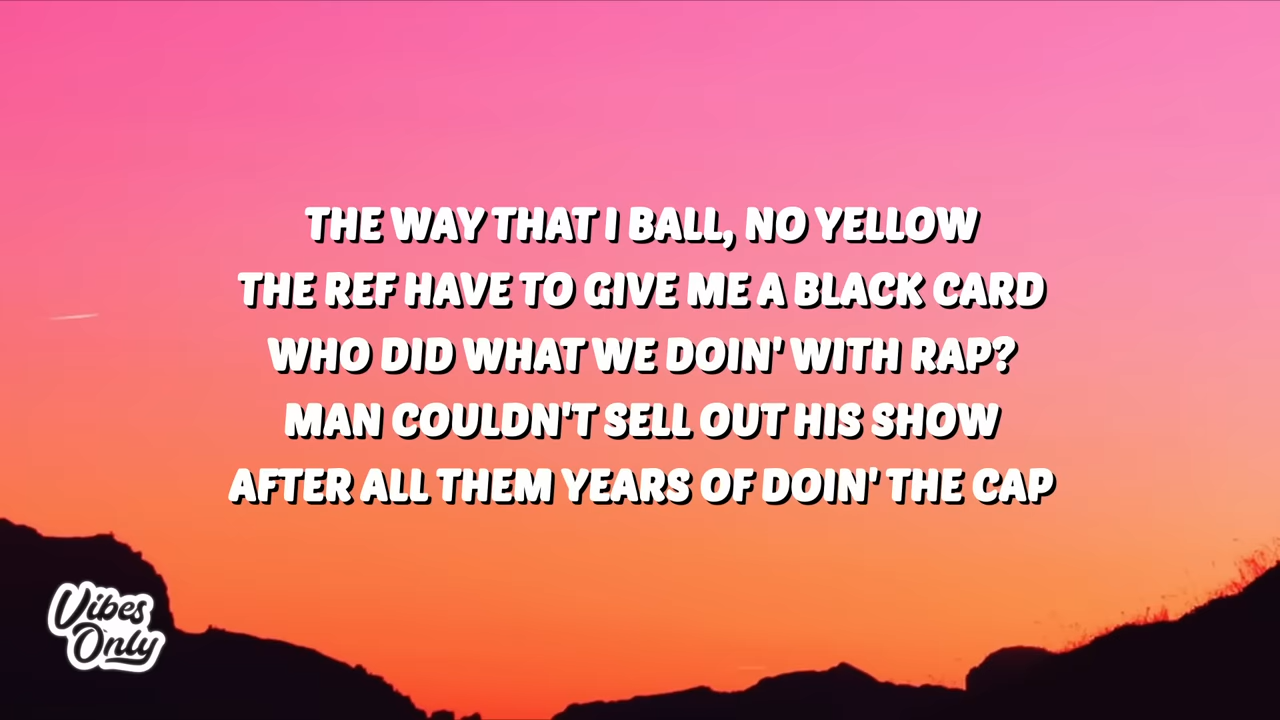 THE WAY THAT I BALL, NO YELLOW
THE REF HAVE TO GIVE ME A BLACK CARD
WHO DID WHAT WE DOIN' WITH RAP?
MAN COULDN'T SELL OUT HIS SHOW
AFTER ALL THEM YEARS OF DOIN' THE CAP
Vibes
Only